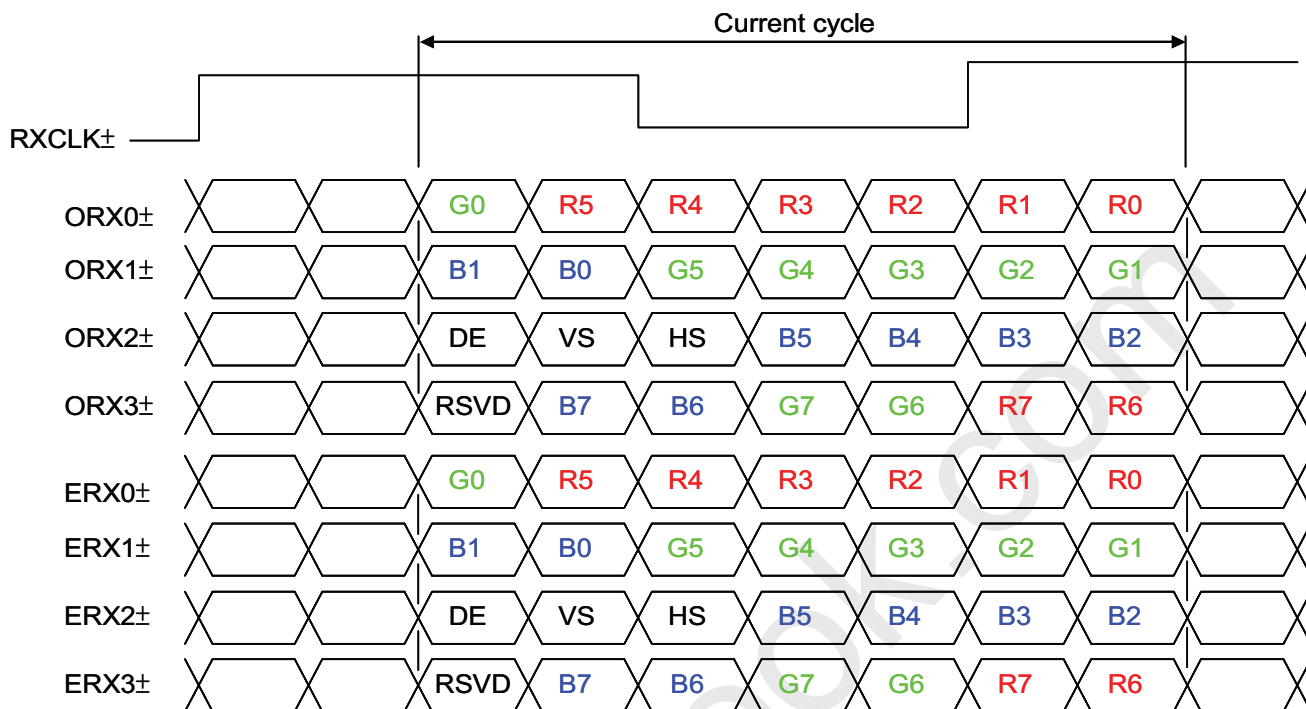 Current cycle
RXCLK±
ORX0± G0 R5 R4 R3 R2 R1 R0
ORX1± B1 B0 G5 G4 G3 G2 G1
ORX2± DE VS HS B5 B4 B3 B2
ORX3± RSVD B7 B6 G7 G6 R7 R6
ERX0± G0 R5 R4 R3 R2 R1 R0
ERX1± B1 B0 G5 G4 G3 G2 G1
ERX2± DE VS HS B5 B4 B3 B2
ERX3± RSVD B7 B6 G7 G6 R7 R6
ook_com